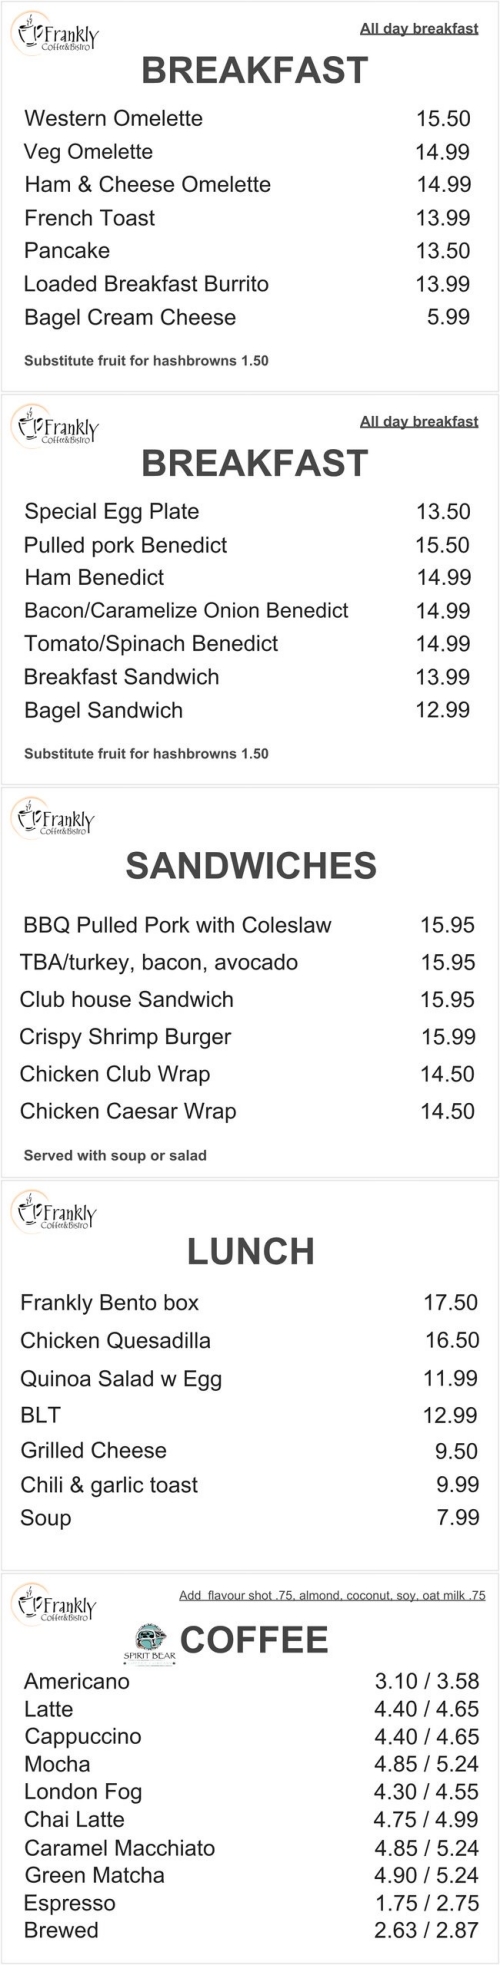 Frankly
Coffee&Bistro
All day breakfast
BREAKFAST
Western Omelette 15.50
Veg Omelette 14.99
Ham & Cheese Omelette 14.99
French Toast 13.99
Pancake 13.50
Loaded Breakfast Burrito 13.99
Bagel Cream Cheese 5.99
Substitute fruit for hashbrowns 1.50
Frankly
Coffee&Bistro
All day breakfast
BREAKFAST
Special Egg Plate 13.50
Pulled pork Benedict 15.50
Ham Benedict 14.99
Bacon/Caramelize Onion Benedict 14.99
Tomato/Spinach Benedict 14.99
Breakfast Sandwich 13.99
Bagel Sandwich 12.99
Substitute fruit for hashbrowns 1.50
Frankly
Coffee&Bistro
SANDWICHES
BBQ Pulled Pork with Coleslaw 15.95
TBA/turkey, bacon, avocado 15.95
Club house Sandwich 15.95
Crispy Shrimp Burger 15.99
Chicken Club Wrap 14.50
Chicken Caesar Wrap 14.50
Served with soup or salad
Frankly
Coffee&Bistro
LUNCH
Frankly Bento box 17.50
Chicken Quesadilla 16.50
Quinoa Salad w Egg 11.99
BLT 12.99
Grilled Cheese 9.50
Chili & garlic toast 9.99
Soup 7.99
Frankly
Coffee&Bistro
Add flavour shot .75, almond, coconut, soy, oat milk .75
SPIRIT BEAR
COFFEE
Americano 3.10 / 3.58
Latte 4.40 / 4.65
Cappuccino 4.40 / 4.65
Mocha 4.85 / 5.24
London Fog 4.30 / 4.55
Chai Latte 4.75 / 4.99
Caramel Macchiato 4.85 / 5.24
Green Matcha 4.90 / 5.24
Espresso 1.75 / 2.75
Brewed 2.63 / 2.87